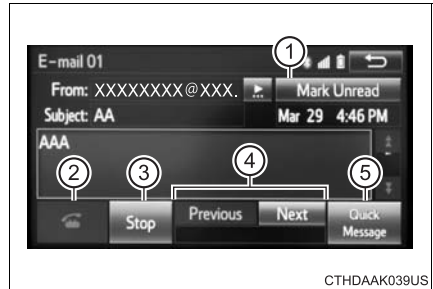 1
E-mail 01
From: XXXXXXXX@XXX. Mark Unread
Subject: AA Mar 29 4:46 PM
AAA
2 3 4 5
Stop Previous Next Quick Message
CTHDAAK039US